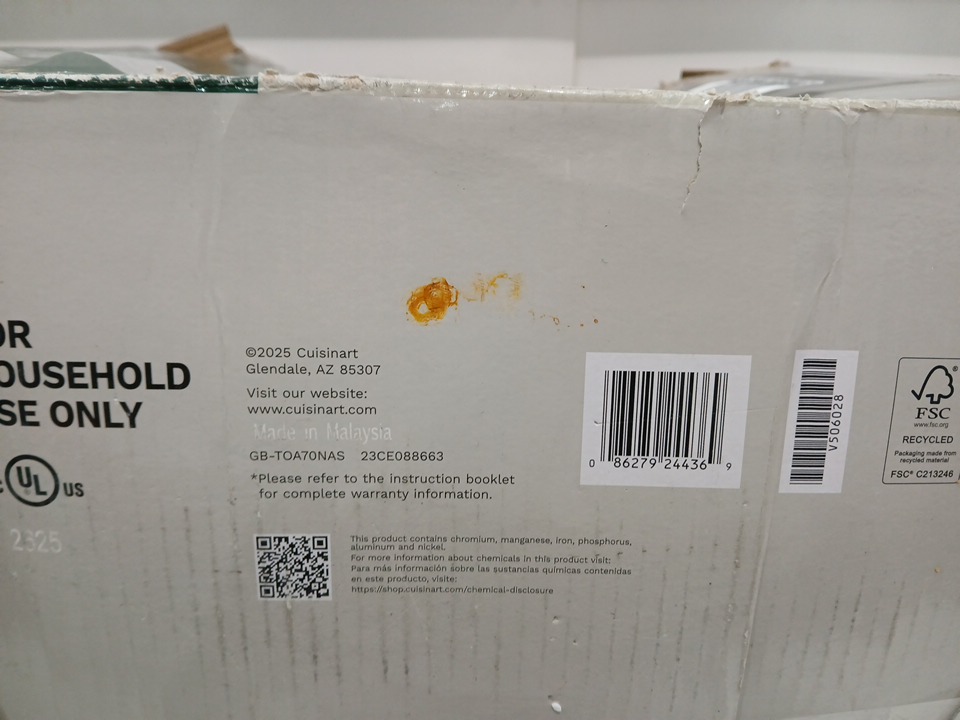 OUSEHOLD
SE ONLY
UL US
2325
©2025 Cuisinart
Glendale, AZ 85307
Visit our website:
www.cuisinart.com
Made in Malaysia
GB-TOA70NAS 23CE088663
*Please refer to the instruction booklet
for complete warranty information.
This product contains chromium, manganese, iron, phosphorus,
aluminum and nickel.
For more information about chemicals in this product visit:
Para más información sobre las sustancias químicas contenidas
en este producto, visite:
https://shop.cuisinart.com/chemical-disclosure
0 86279 24436 9
V506028
FSC
www.fsc.org
RECYCLED
Packaging made from
recycled material
FSC® C213246